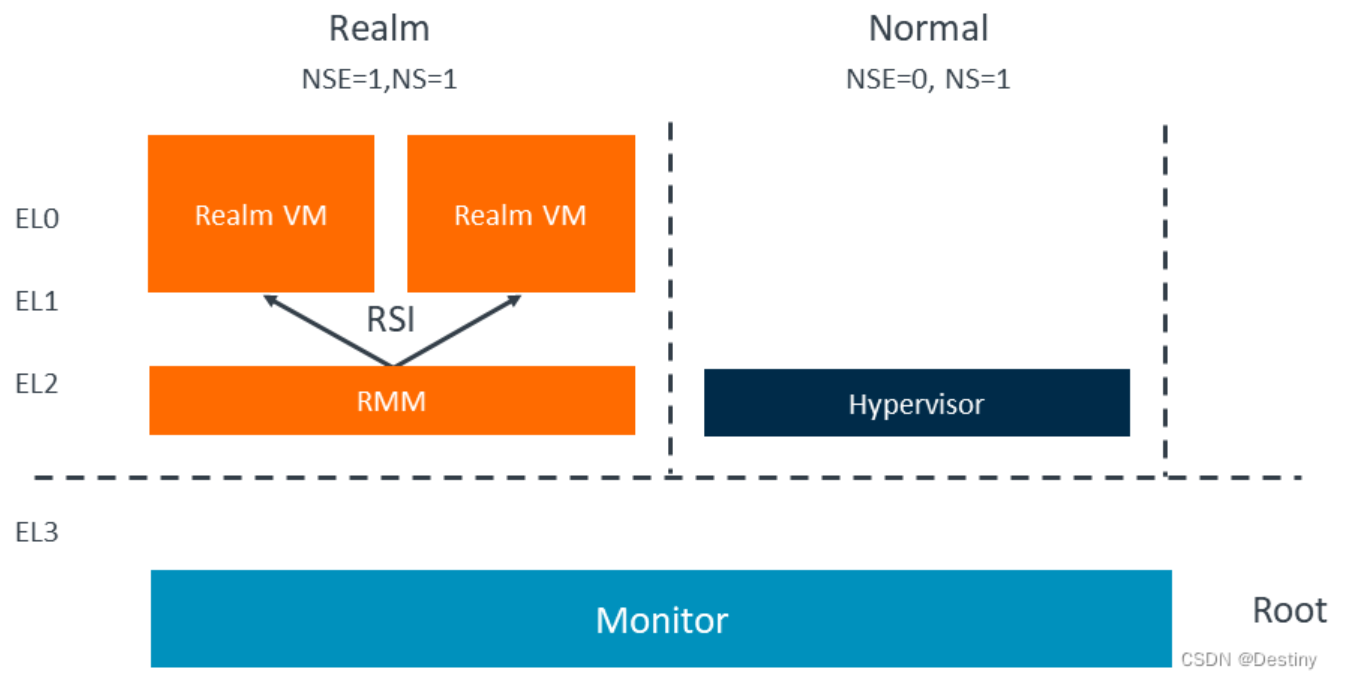 Realm
Normal
NSE=1,NS=1
NSE=0, NS=1
Realm VM
Realm VM
EL0
EL1
RSI
EL2
RMM
Hypervisor
EL3
Monitor
Root
CSDN @Destiny